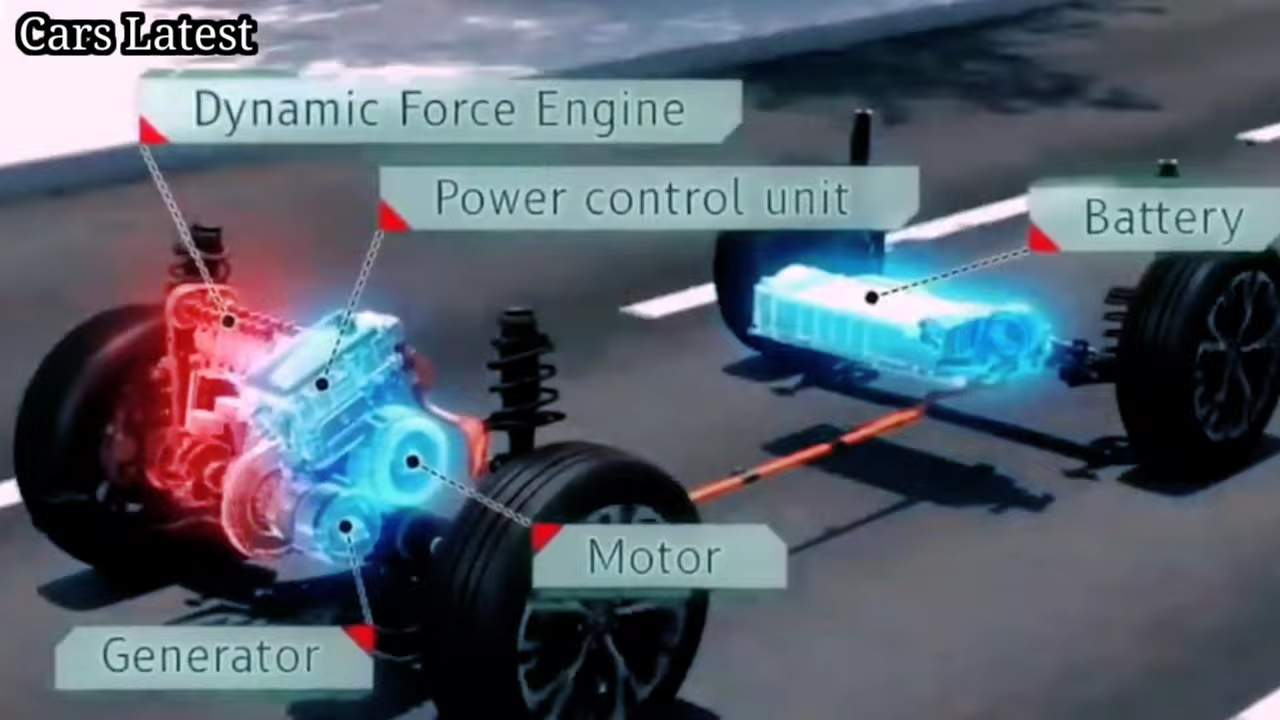 Cars Latest
Dynamic Force Engine
Power control unit
Battery
Motor
Generator